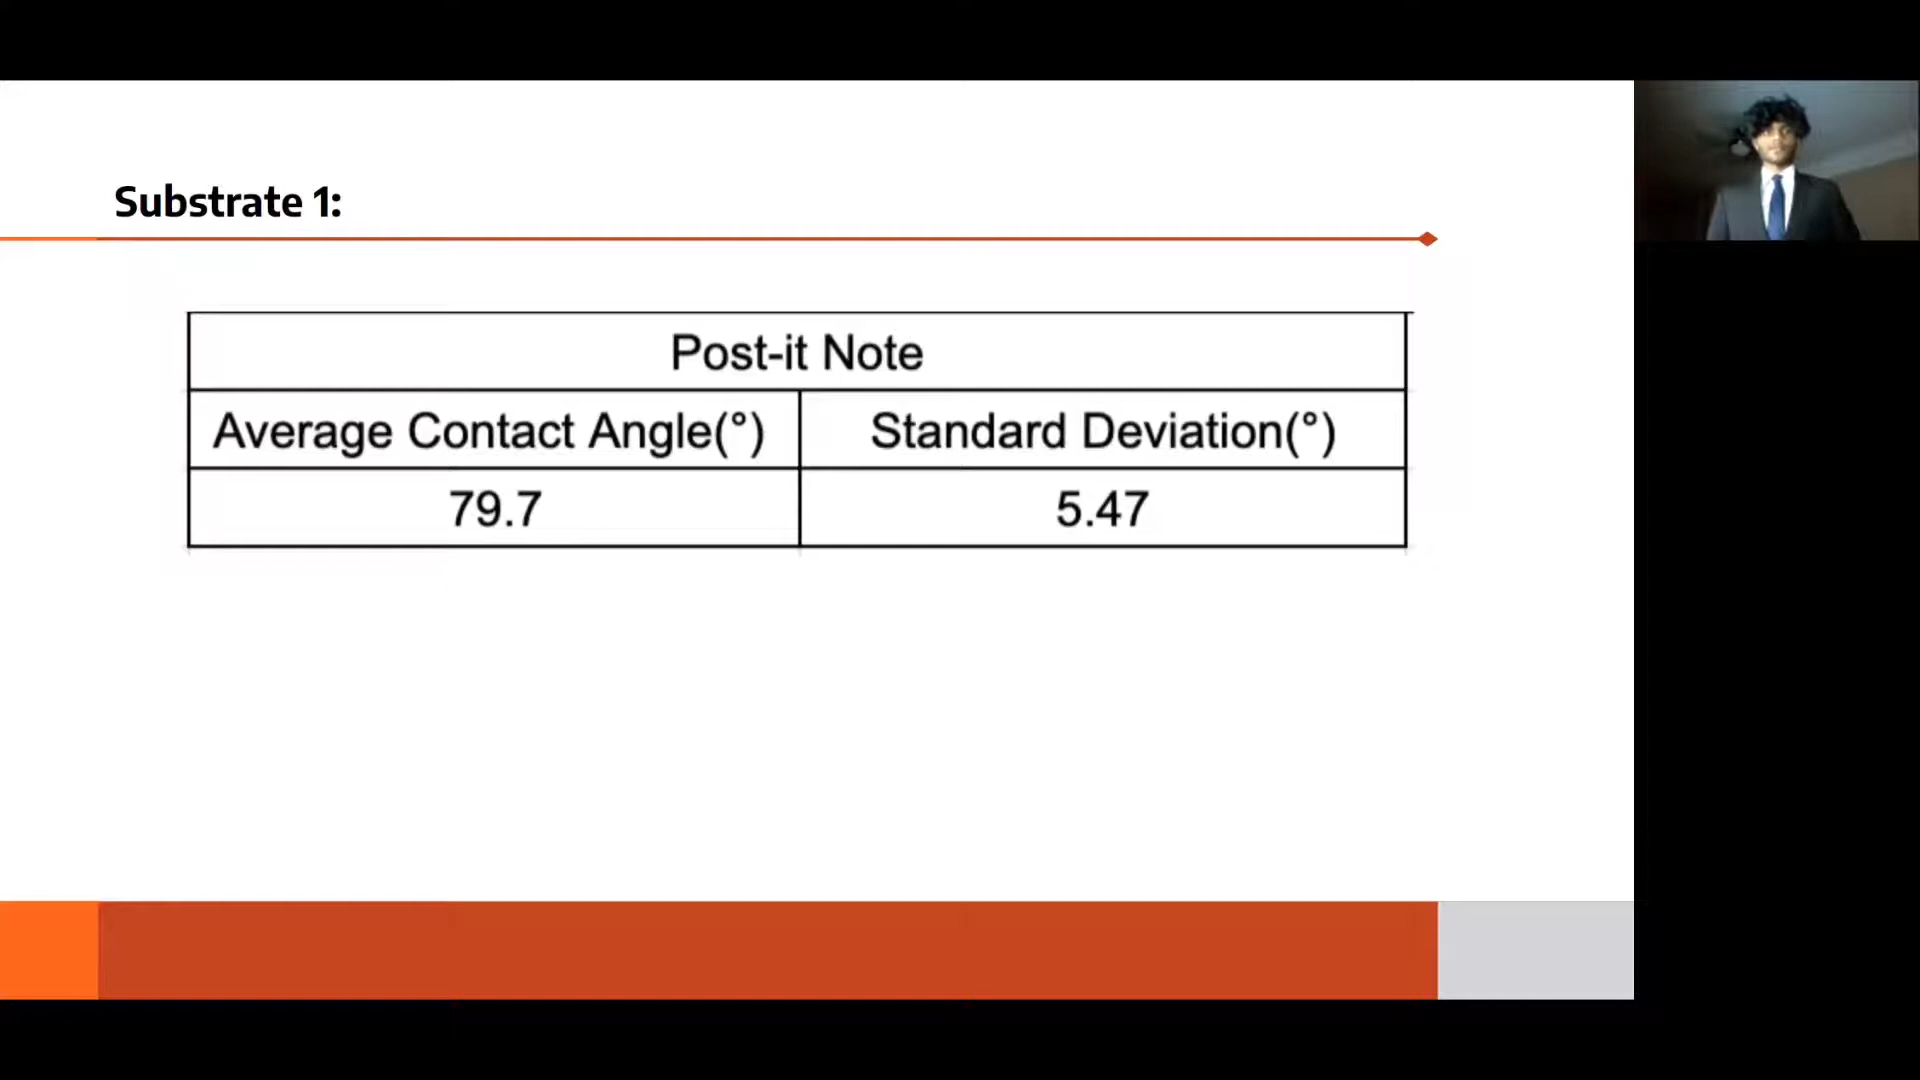 Substrate 1:
Post-it Note
Average Contact Angle(°) Standard Deviation(°)
79.7 5.47